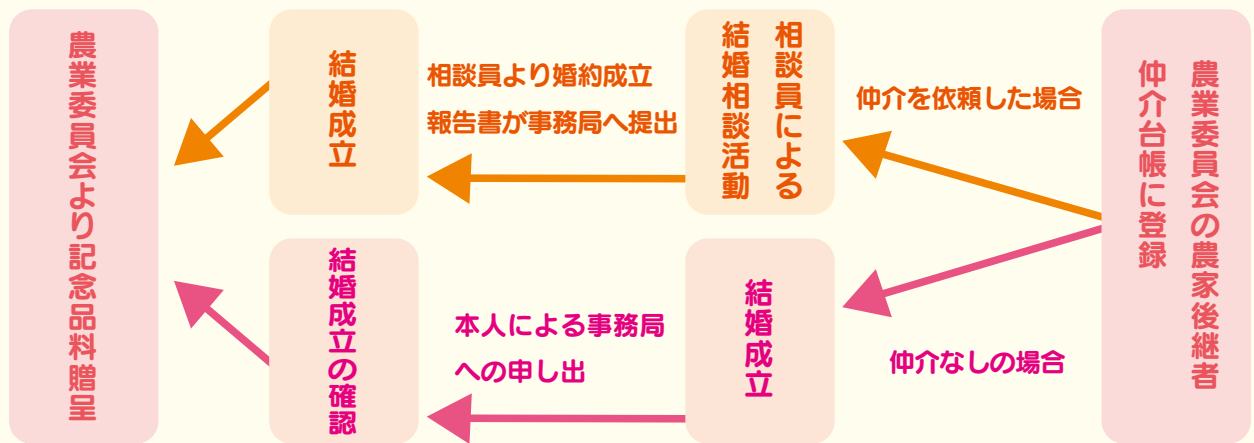 農業委員会の農家後継者
仲介台帳に登録
仲介を依頼した場合
相談員による
結婚相談活動
相談員より婚約成立
報告書が事務局へ提出
結婚成立
仲介なしの場合
結婚成立
本人による事務局
への申し出
結婚成立の確認
農業委員会より記念品料贈呈